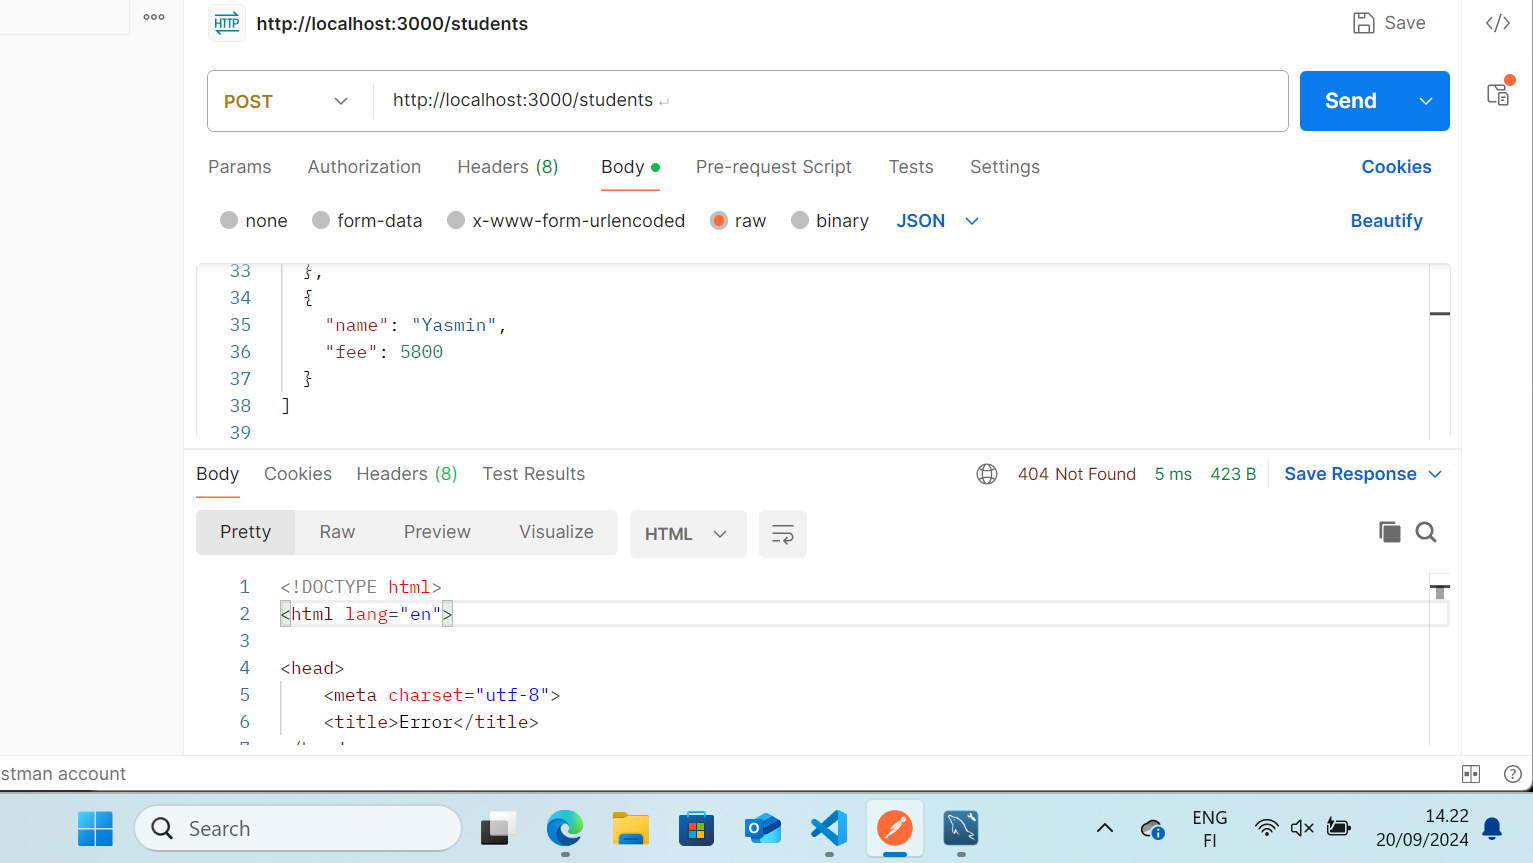 HTTP http://localhost:3000/students Save
POST http://localhost:3000/students Send
Params Authorization Headers (8) Body Pre-request Script Tests Settings Cookies
none form-data x-www-form-urlencoded raw binary JSON Beautify
33 },
34 {
35 "name": "Yasmin",
36 "fee": 5800
37 }
38 ]
39
Body Cookies Headers (8) Test Results 404 Not Found 5 ms 423 B Save Response
Pretty Raw Preview Visualize HTML
1 <!DOCTYPE html>
2 <html lang="en">
3
4 <head>
5 <meta charset="utf-8">
6 <title>Error</title>
stman account
Search
ENG
FI
14.22
20/09/2024